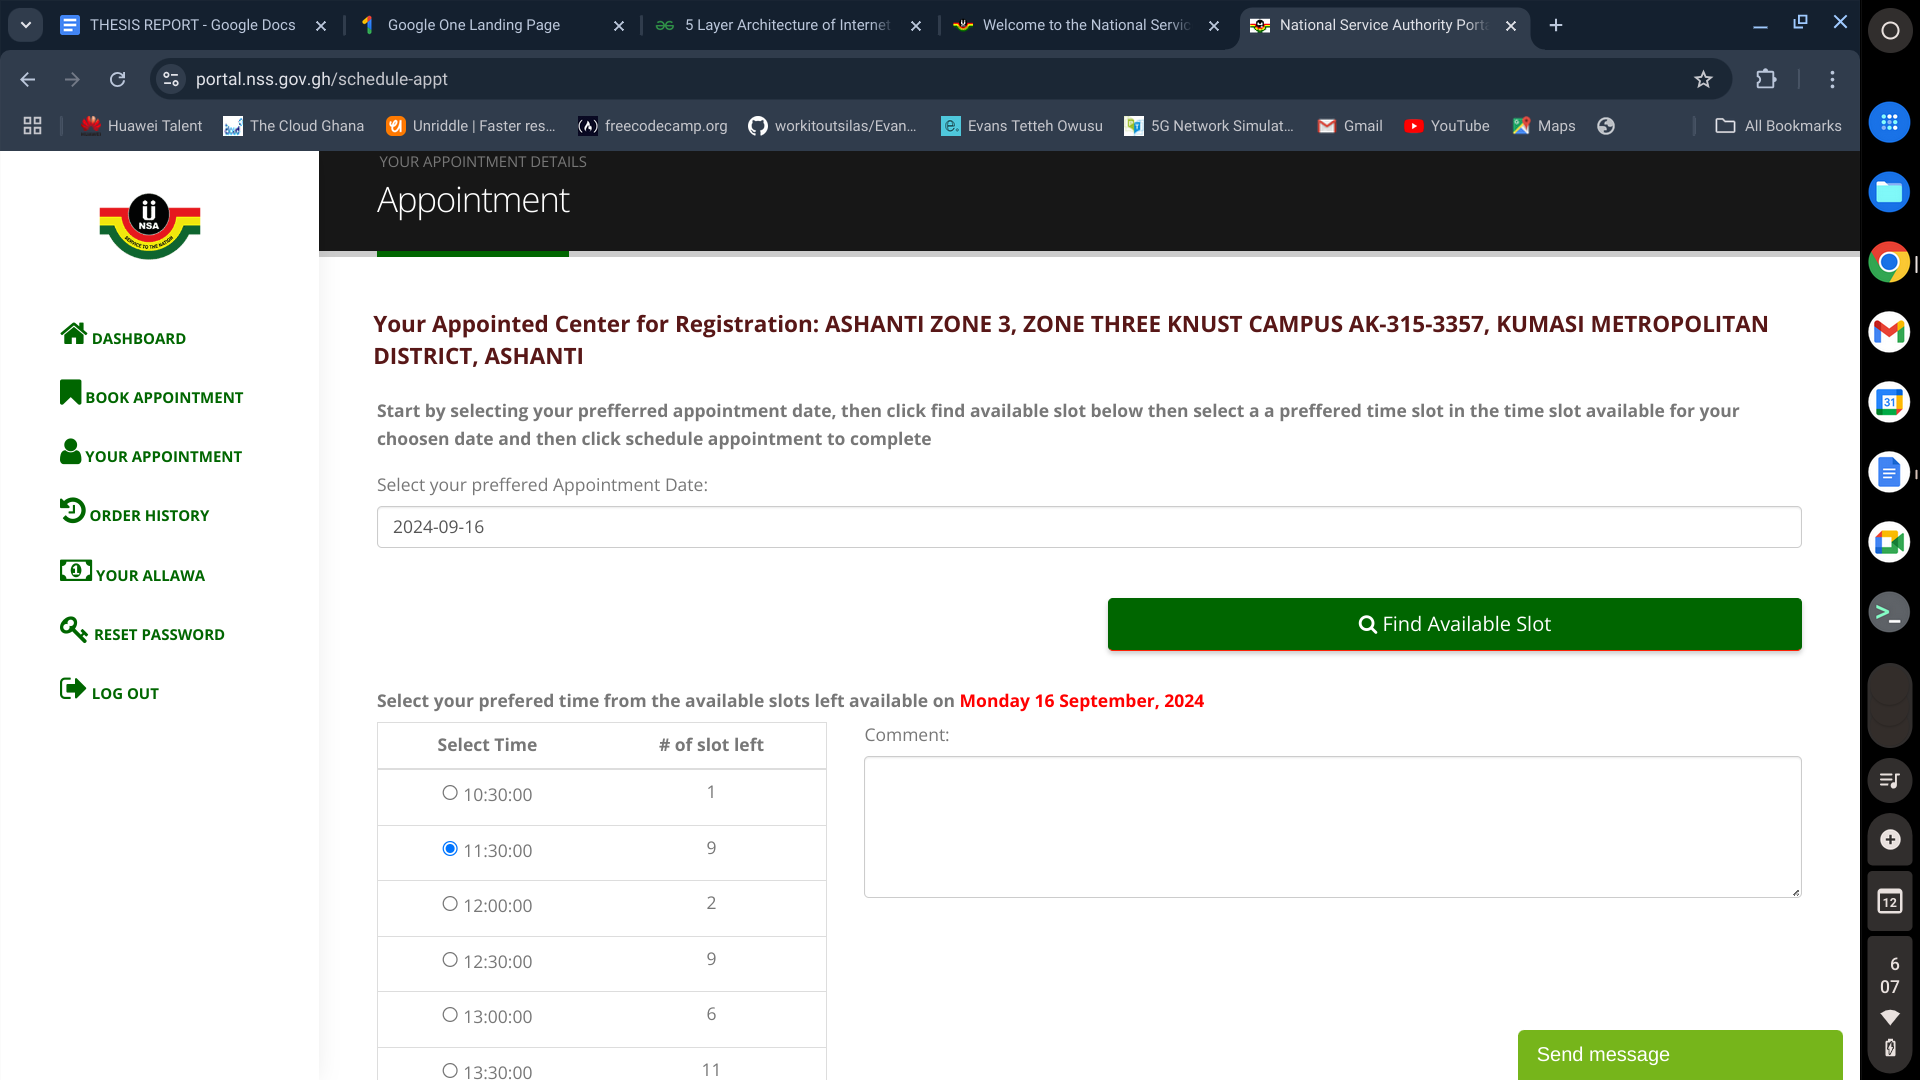 THESIS REPORT - Google Docs
Google One Landing Page
5 Layer Architecture of Internet
Welcome to the National Servic
National Service Authority Porta
portal.nss.gov.gh/schedule-appt
Huawei Talent
The Cloud Ghana
Unriddle | Faster res...
freecodecamp.org
workitoutsilas/Evan...
Evans Tetteh Owusu
5G Network Simulat...
Gmail
YouTube
Maps
All Bookmarks
NSA
SERVICE TO THE NATION
DASHBOARD
BOOK APPOINTMENT
YOUR APPOINTMENT
ORDER HISTORY
YOUR ALLAWA
RESET PASSWORD
LOG OUT
YOUR APPOINTMENT DETAILS
Appointment
Your Appointed Center for Registration: ASHANTI ZONE 3, ZONE THREE KNUST CAMPUS AK-315-3357, KUMASI METROPOLITAN
DISTRICT, ASHANTI
Start by selecting your prefferred appointment date, then click find available slot below then select a a preffered time slot in the time slot available for your
choosen date and then click schedule appointment to complete
Select your preffered Appointment Date:
2024-09-16
Find Available Slot
Select your prefered time from the available slots left available on Monday 16 September, 2024
Select Time # of slot left
10:30:00 1
11:30:00 9
12:00:00 2
12:30:00 9
13:00:00 6
13:30:00 11
Comment:
Send message
31
12
6
07